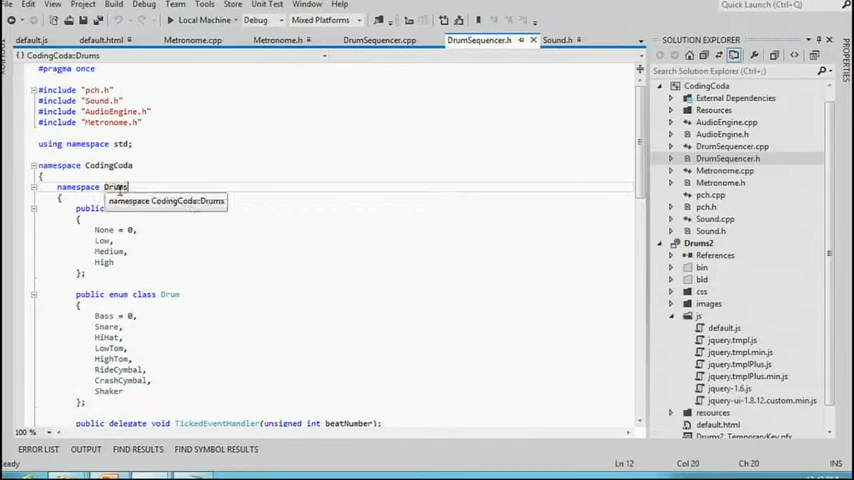 File Edit View Project Build Debug Team Tools Store Unit Test Window Help
Quick Launch (Ctrl+Q)
Local Machine Debug Mixed Platforms
default.js default.html Metronome.cpp Metronome.h DrumSequencer.cpp DrumSequencer.h Sound.h
CodingCoda::Drums
#pragma once
#include "pch.h"
#include "Sound.h"
#include "AudioEngine.h"
#include "Metronome.h"
using namespace std;
namespace CodingCoda
{
namespace Drums
{
namespace CodingCoda::Drums
public
{
None = 0,
Low,
Medium,
High
};
public enum class Drum
{
Bass = 0,
Snare,
HiHat,
LowTom,
HighTom,
RideCymbal,
CrashCymbal,
Shaker
};
public delegate void TickedEventHandler(unsigned int beatNumber);
100 %
SOLUTION EXPLORER
Search Solution Explorer (Ctrl+;)
CodingCoda
External Dependencies
Resources
AudioEngine.cpp
AudioEngine.h
DrumSequencer.cpp
DrumSequencer.h
Metronome.cpp
Metronome.h
pch.cpp
pch.h
Sound.cpp
Sound.h
Drums2
References
bin
bld
css
images
js
default.js
jquery.tmpl.js
jquery.tmpl.min.js
jquery.tmplPlus.js
jquery.tmplPlus.min.js
jquery-1.6.js
jquery-ui-1.8.12.custom.min.js
resources
default.html
Drums2_TemporaryKey.pfx
PROPERTIES
ERROR LIST OUTPUT FIND RESULTS FIND SYMBOL RESULTS
Ready Ln 12 Col 20 Ch 20